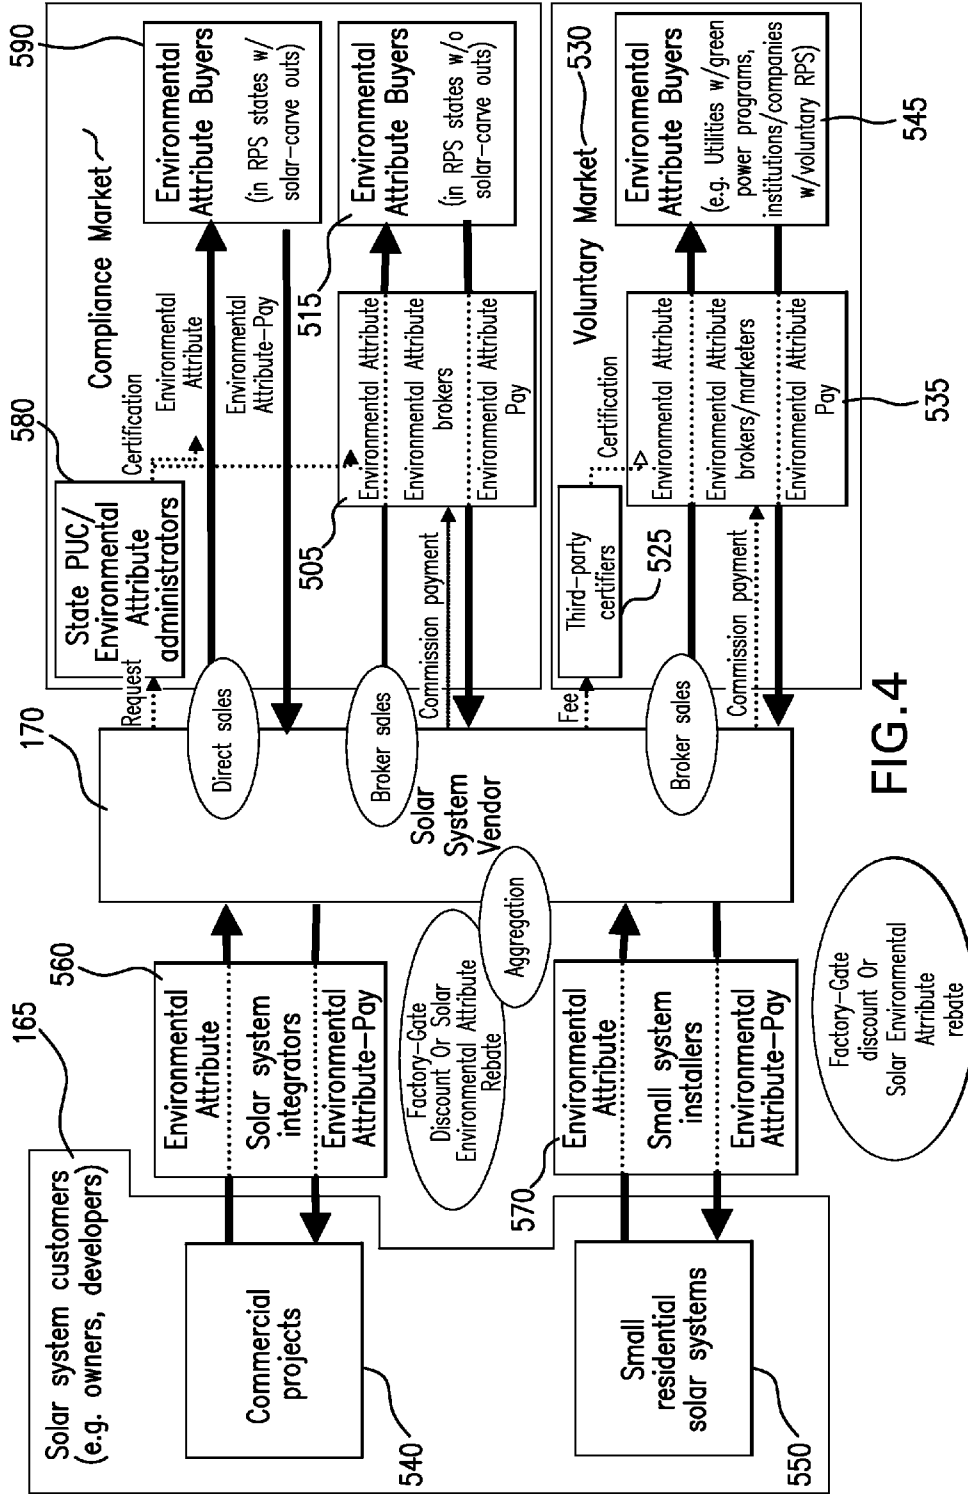 165
Solar system customers
(e.g. owners, developers)
Commercial
projects
540
Small
residential
solar systems
550
560
Environmental
Attribute
Solar system
integrators
Environmental
Attribute-Pay
Factory-Gate
Discount Or Solar
Environmental Attribute
Rebate
Aggregation
570
Environmental
Attribute
Small system
installers
Environmental
Attribute-Pay
Factory-Gate
discount Or
Solar Environmental
Atrribute
rebate
170
Solar
System
Vendor
Direct sales
Broker sales
Broker sales
Request
Commission payment
Fee
Commission payment
580
State PUC/
Environmental
Attribute
administrators
Certification
Compliance Market
Environmental
Attribute
Environmental
Attribute-Pay
590
Environmental
Attribute Buyers
(in RPS states w/
solar-carve outs)
505
Environmental Attribute
Environmental Attribute
brokers
Environmental Attribute
Pay
515
Environmental
Attribute Buyers
(in RPS states w/o
solar-carve outs)
Third-party
certifiers
525
Certification
Voluntary Market
530
Environmental Attribute
Environmental Attribute
brokers/marketers
Environmental Attribute
Pay
535
Environmental
Attribute Buyers
(e.g. Utilities w/green
power programs,
institutions/companies
w/voluntary RPS)
545
FIG.4